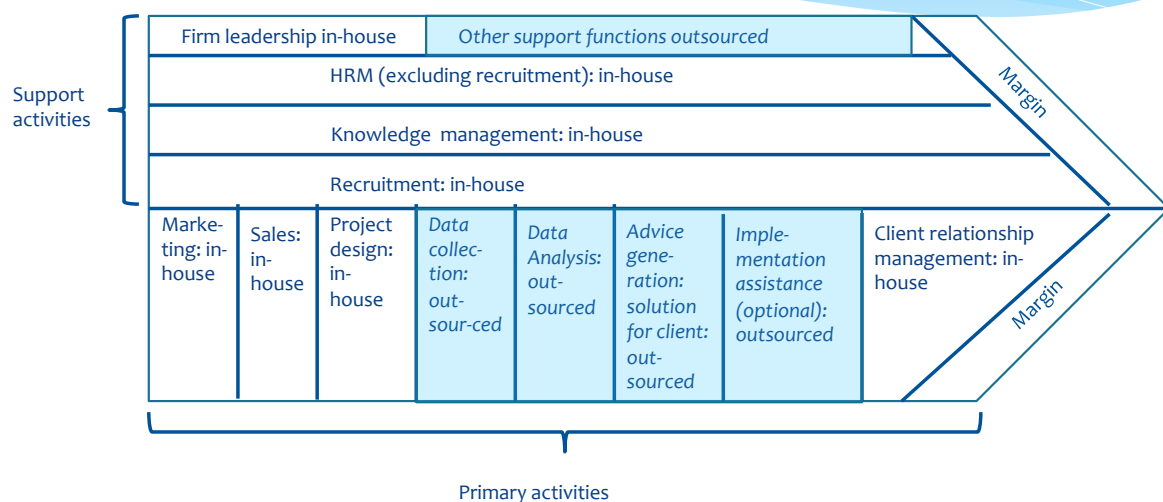 Firm leadership in-house
Other support functions outsourced
HRM (excluding recruitment): in-house
Support
activities
Knowledge management: in-house
Recruitment: in-house
Margin
Marke-
ting: in-
house
Sales:
in-
house
Project
design:
in-
house
Data
collec-
tion:
out-
sour-ced
Data
Analysis:
out-
sourced
Advice
gene-
ration:
solution
for client:
out-
sourced
Imple-
mentation
assistance
(optional):
outsourced
Client relationship
management: in-
house
Margin
Primary activities